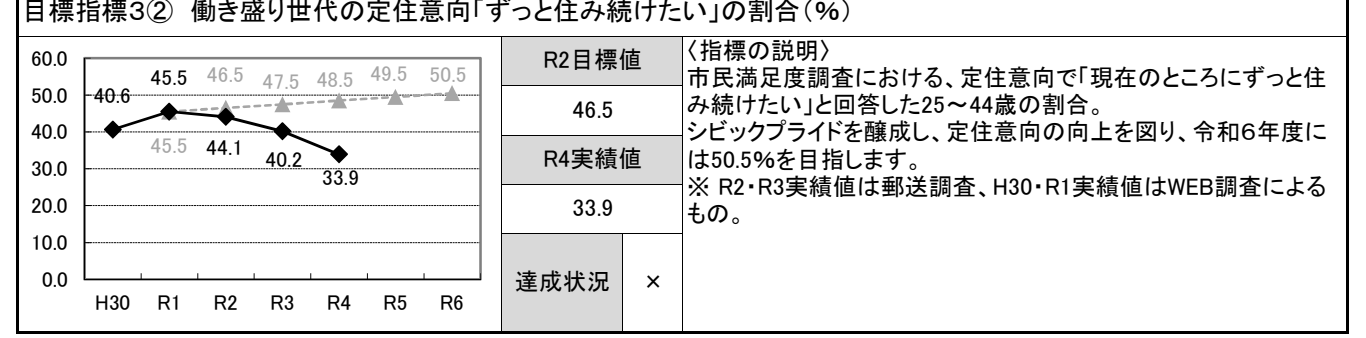 目標指標3② 働き盛り世代の定住意向「ずっと住み続けたい」の割合(%)
60.0
50.0
40.0
30.0
20.0
10.0
0.0
40.6
45.5
46.5
47.5
48.5
49.5
50.5
45.5
44.1
40.2
33.9
H30 R1 R2 R3 R4 R5 R6
R2目標値
46.5
R4実績値
33.9
達成状況 ×
〈指標の説明〉
市民満足度調査における、定住意向で「現在のところにずっと住
み続けたい」と回答した25~44歳の割合。
シビックプライドを醸成し、定住意向の向上を図り、令和6年度に
は50.5%を目指します。
※ R2・R3実績値は郵送調査、H30・R1実績値はWEB調査による
もの。